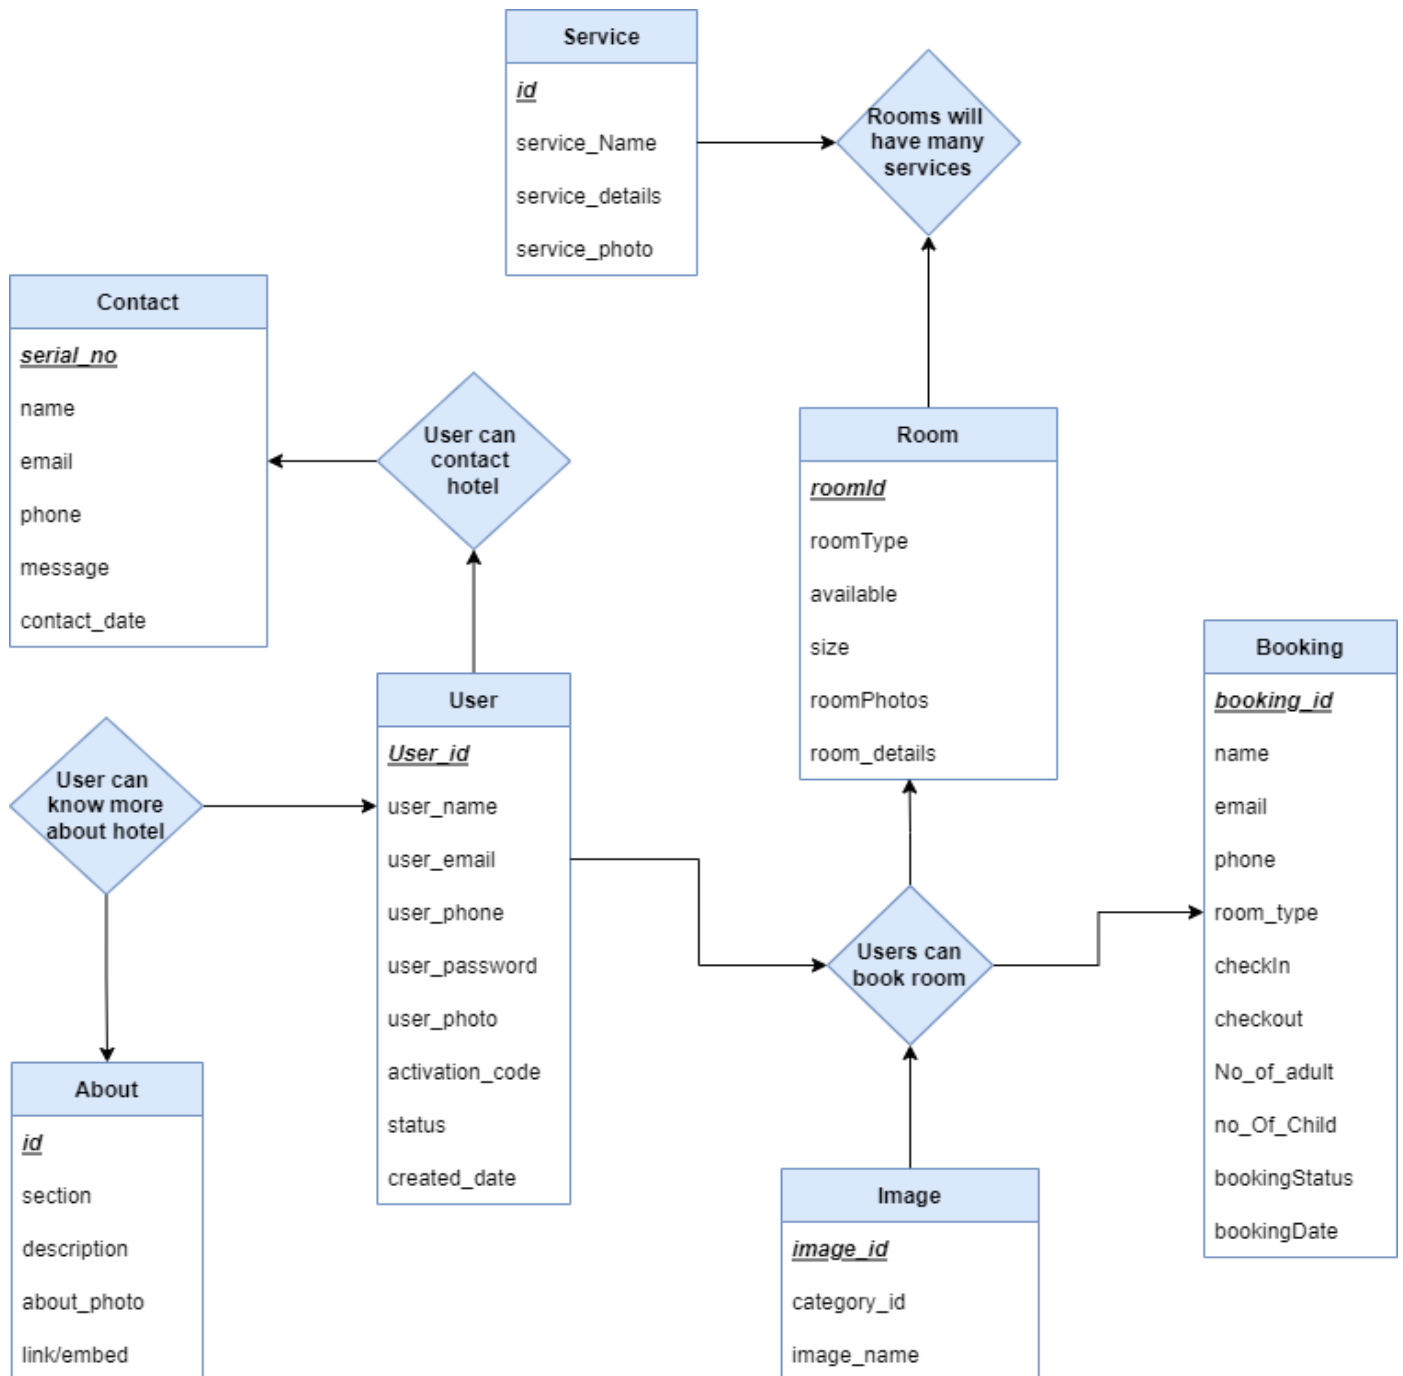 Service
id
service_Name
service_details
service_photo
Rooms will
have many
services
Contact
serial_no
name
email
phone
message
contact_date
User can
contact
hotel
Room
roomId
roomType
available
size
roomPhotos
room_details
Booking
booking_id
name
email
phone
room_type
checkIn
checkout
No_of_adult
no_Of_Child
bookingStatus
bookingDate
User
User_id
user_name
user_email
user_phone
user_password
user_photo
activation_code
status
created_date
User can
know more
about hotel
Users can
book room
About
id
section
description
about_photo
link/embed
Image
image_id
category_id
image_name